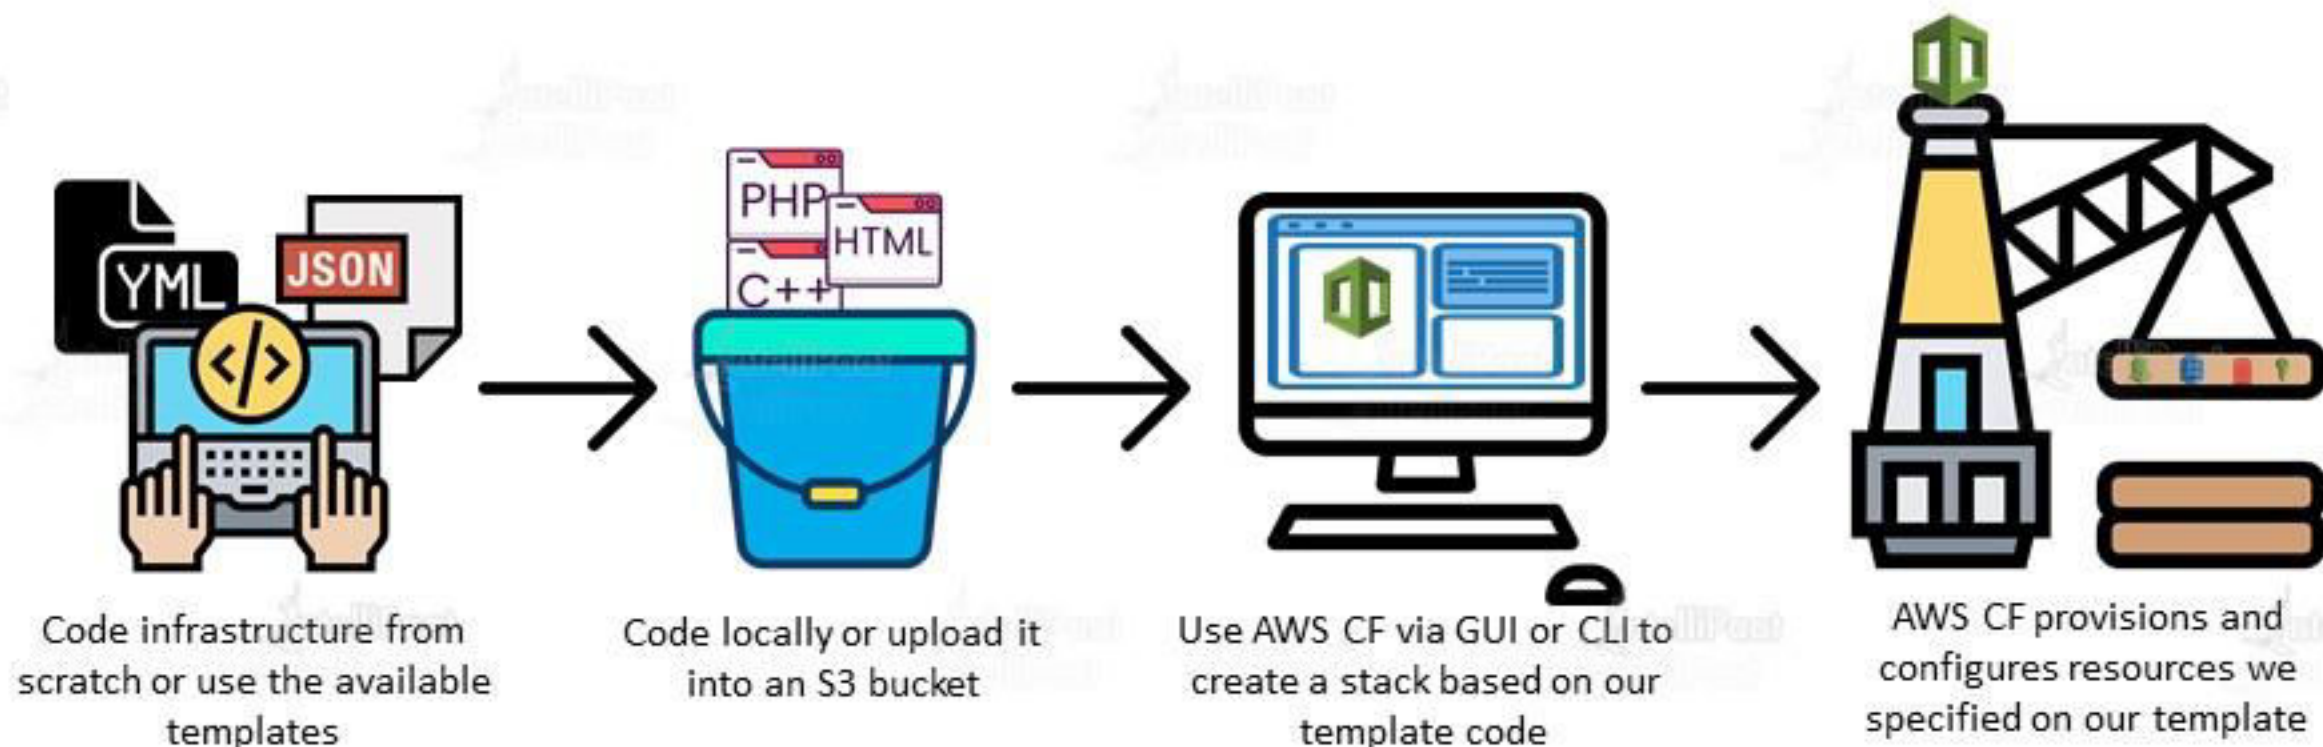 YML
JSON
</>
PHP
HTML
C++
Code infrastructure from
scratch or use the available
templates
Code locally or upload it
into an S3 bucket
Use AWS CF via GUI or CLI to
create a stack based on our
template code
AWS CF provisions and
configures resources we
specified on our template